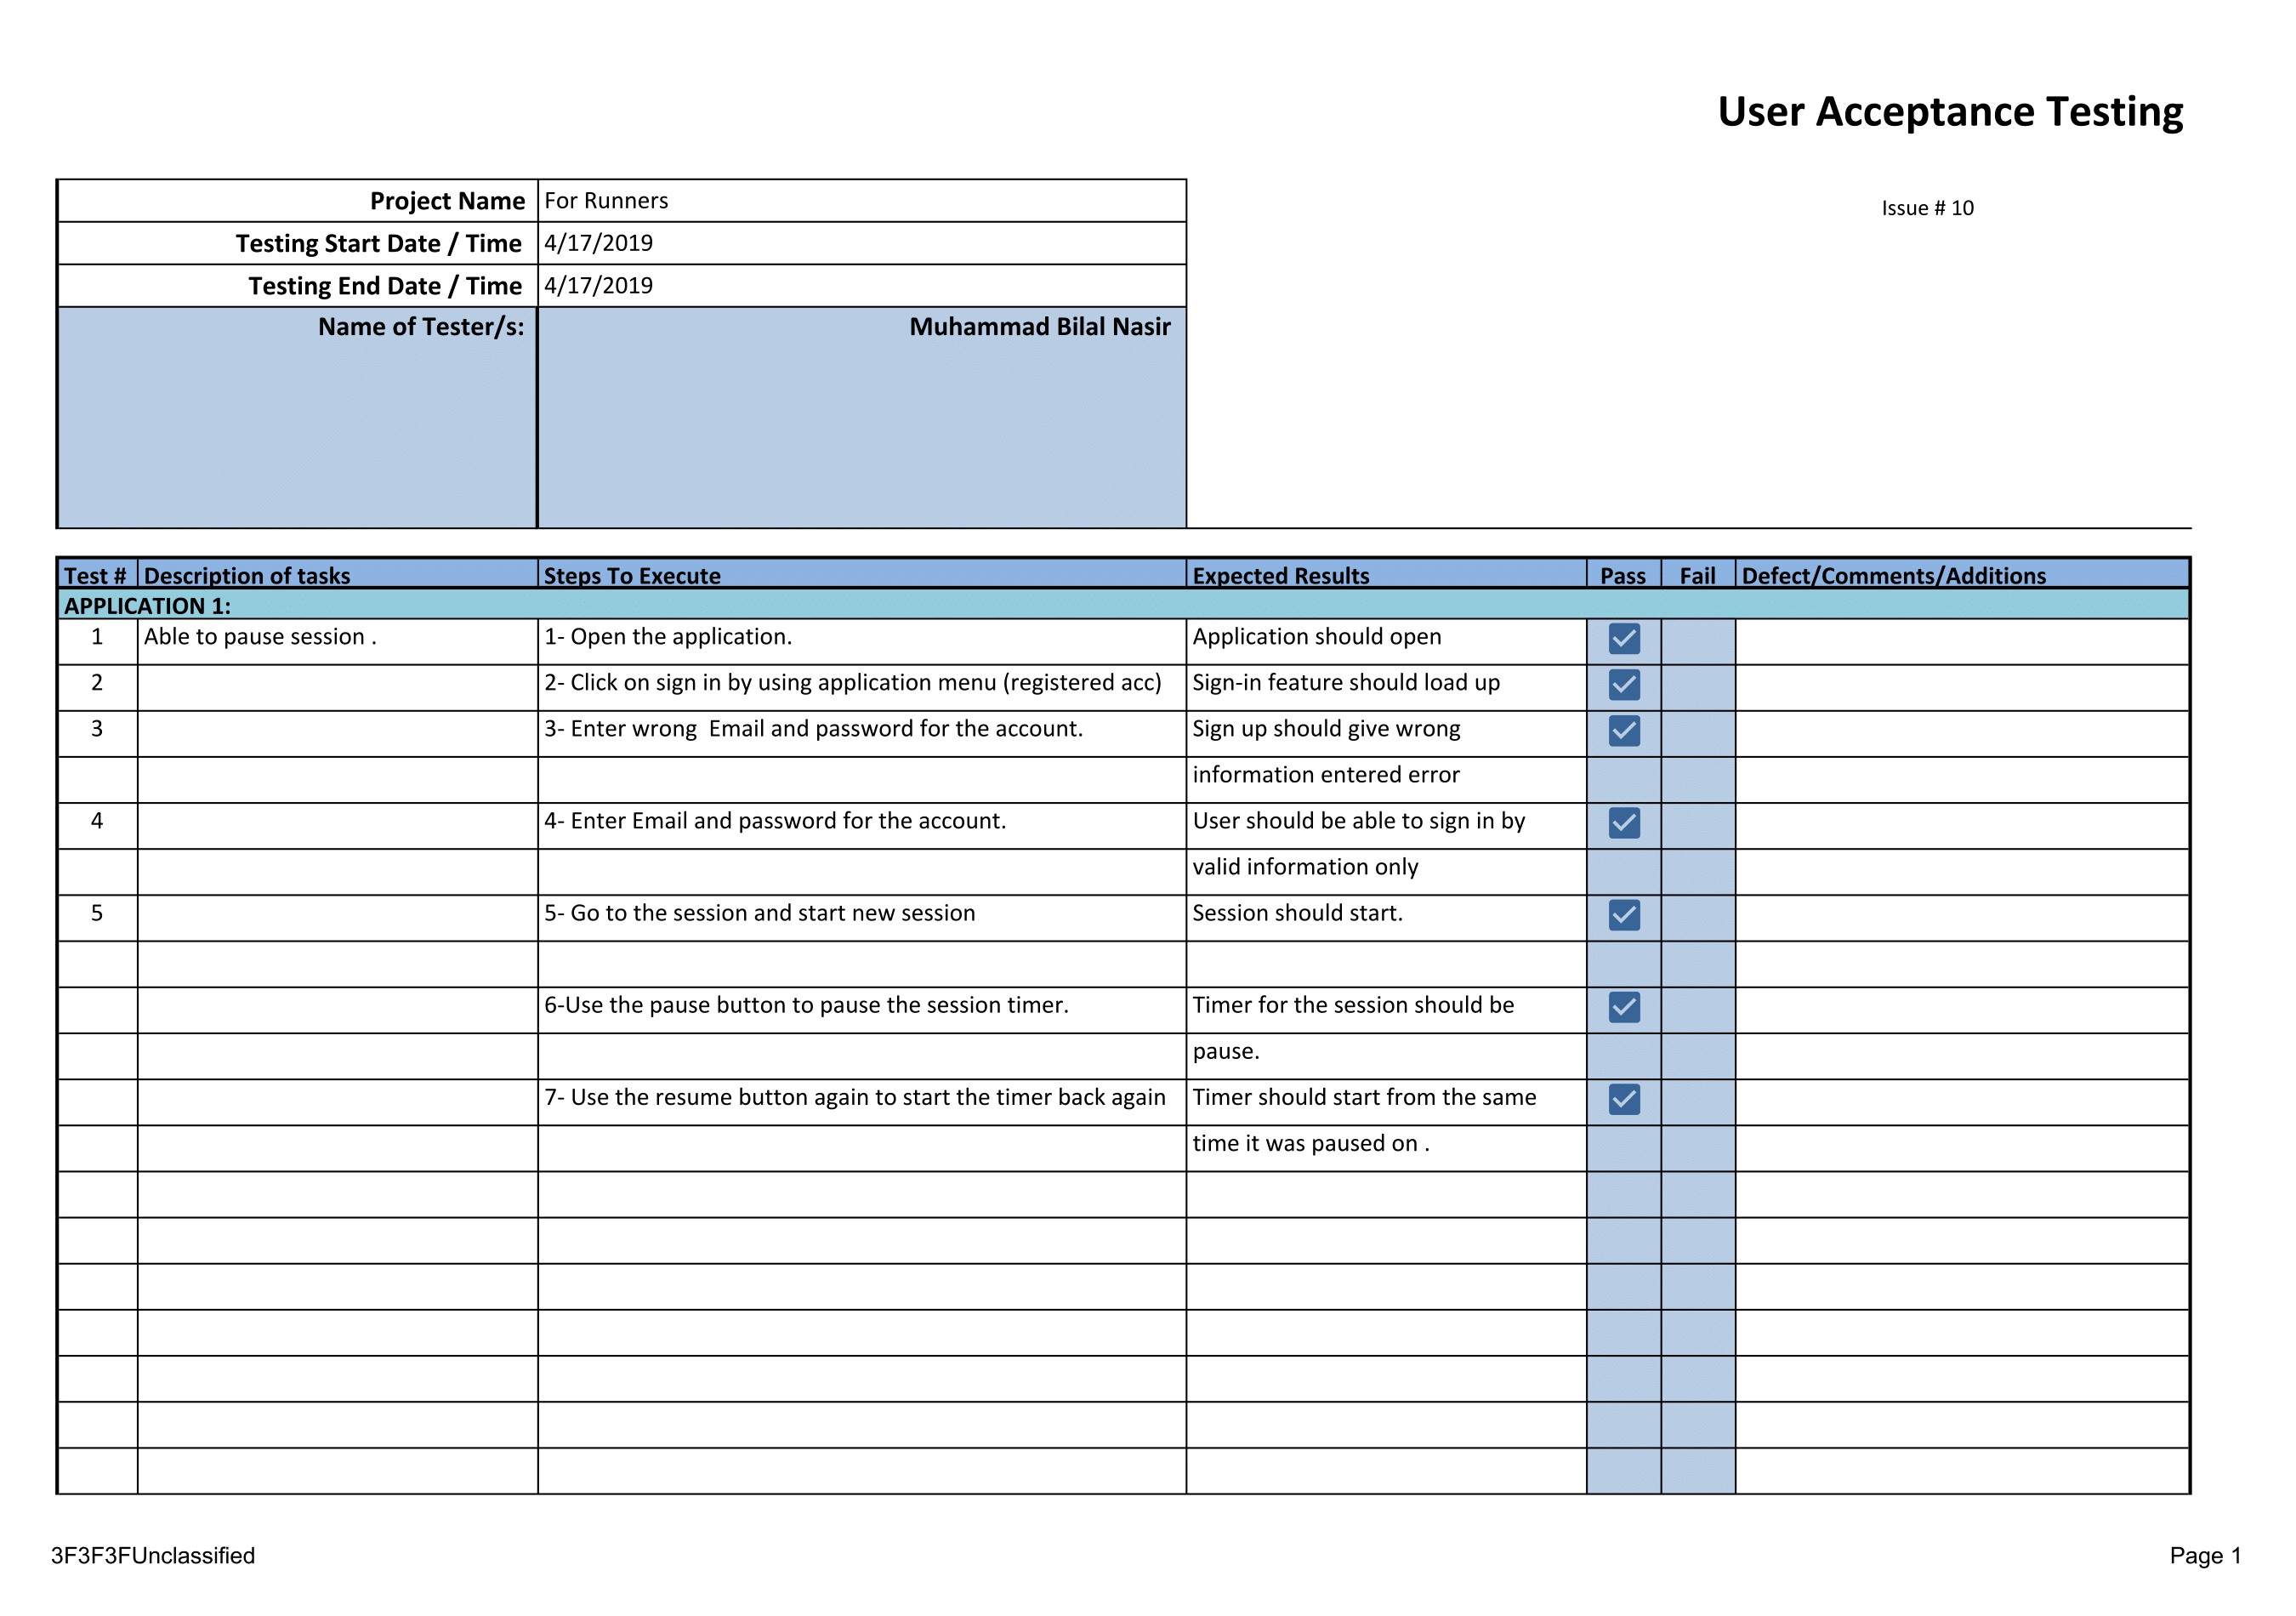 User Acceptance Testing
Project Name For Runners
Issue # 10
Testing Start Date / Time 4/17/2019
Testing End Date / Time 4/17/2019
Name of Tester/s: Muhammad Bilal Nasir
Test # Description of tasks Steps To Execute Expected Results Pass Fail Defect/Comments/Additions
APPLICATION 1:
1 Able to pause session . 1- Open the application. Application should open
2 2- Click on sign in by using application menu (registered acc) Sign-in feature should load up
3 3- Enter wrong  Email and password for the account. Sign up should give wrong
information entered error
4 4- Enter Email and password for the account. User should be able to sign in by
valid information only
5 5- Go to the session and start new session Session should start.
6-Use the pause button to pause the session timer. Timer for the session should be
pause.
7- Use the resume button again to start the timer back again Timer should start from the same
time it was paused on .
3F3F3FUnclassified Page 1